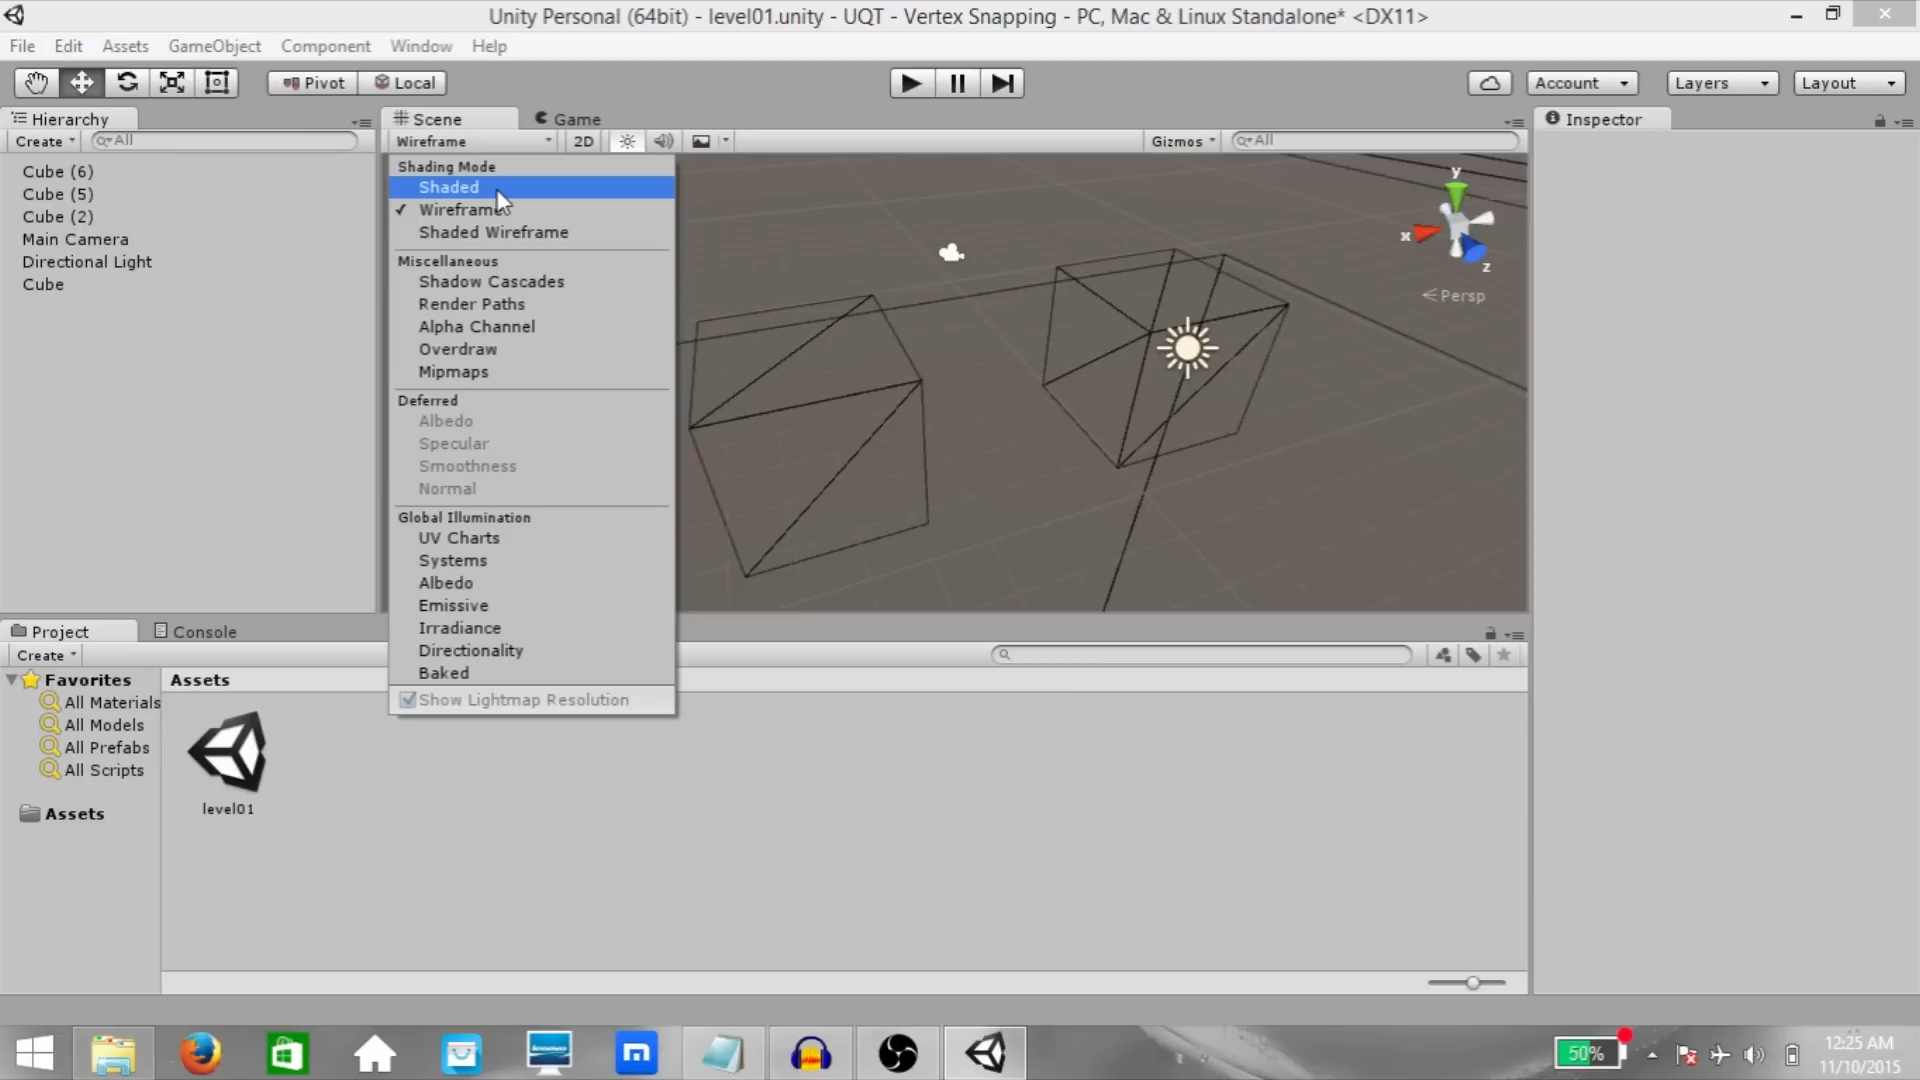 Unity Personal (64bit) - level01.unity - UQT - Vertex Snapping - PC, Mac & Linux Standalone* <DX11>
File Edit Assets GameObject Component Window Help
Pivot Local Account Layers Layout
Hierarchy Scene Game Inspector
Create All Wireframe 2D Gizmos All
Cube (6)
Cube (5)
Cube (2)
Main Camera
Directional Light
Cube
Shading Mode
Shaded
Wireframe
Shaded Wireframe
Miscellaneous
Shadow Cascades
Render Paths
Alpha Channel
Overdraw
Mipmaps
Deferred
Albedo
Specular
Smoothness
Normal
Global Illumination
UV Charts
Systems
Albedo
Emissive
Irradiance
Directionality
Baked
Show Lightmap Resolution
y
x
z
Persp
Project Console
Create
Favorites
All Materials
All Models
All Prefabs
All Scripts
Assets
Assets
level01
lenovo
m
50%
12:25 AM
11/10/2015